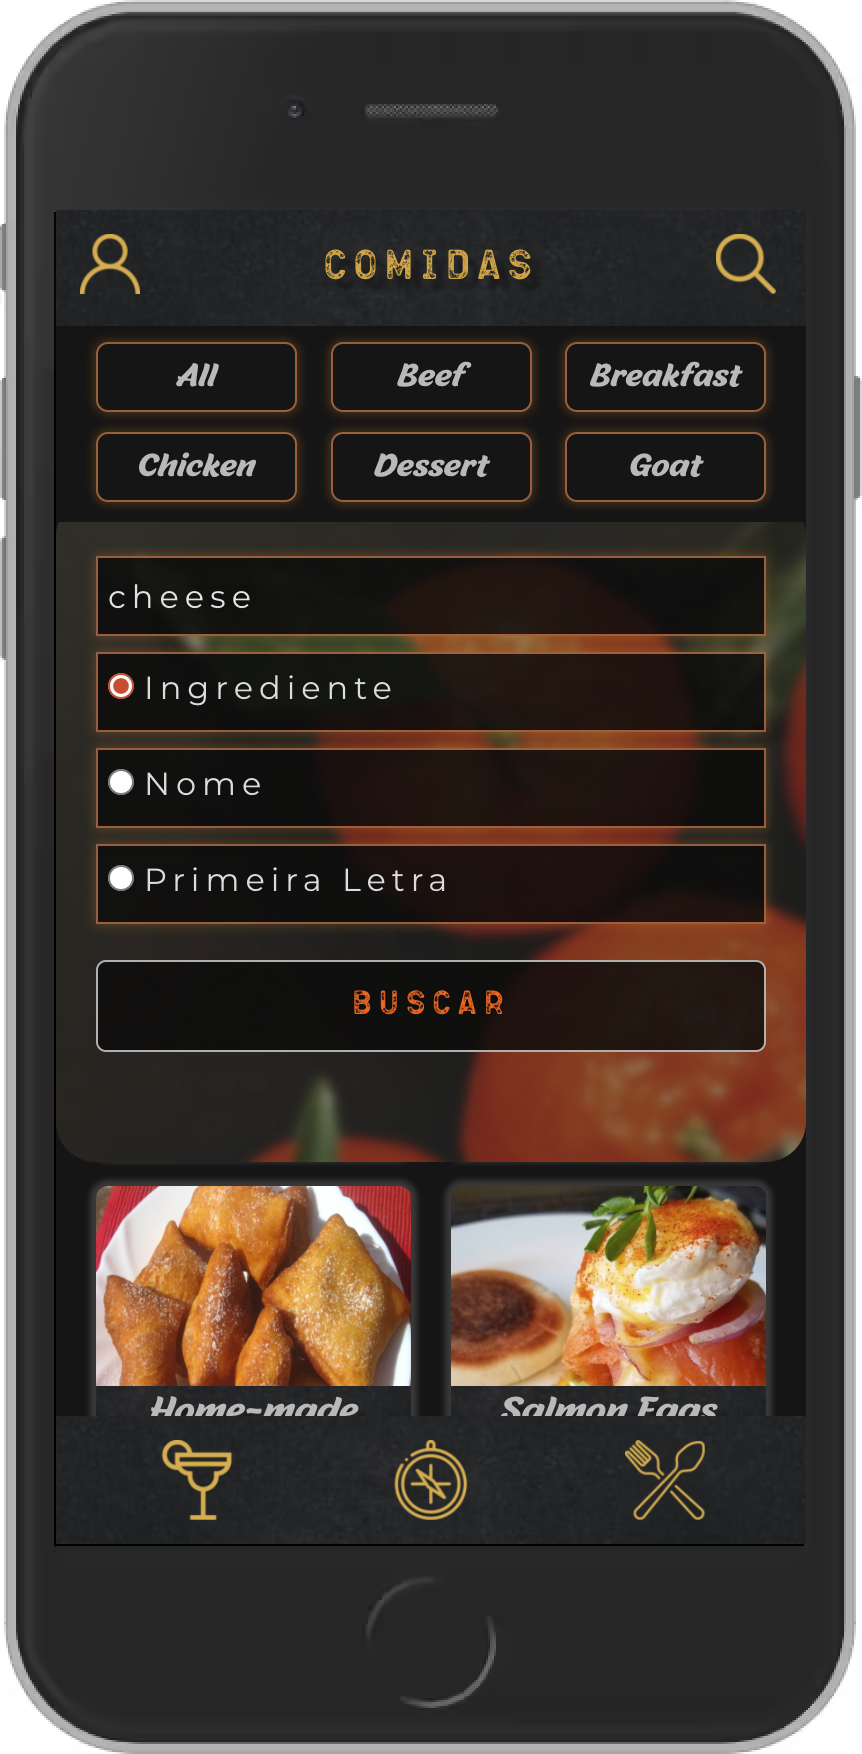 COMIDAS
All
Beef
Breakfast
Chicken
Dessert
Goat
cheese
Ingrediente
Nome
Primeira Letra
BUSCAR
Home-made
Salmon Eggs